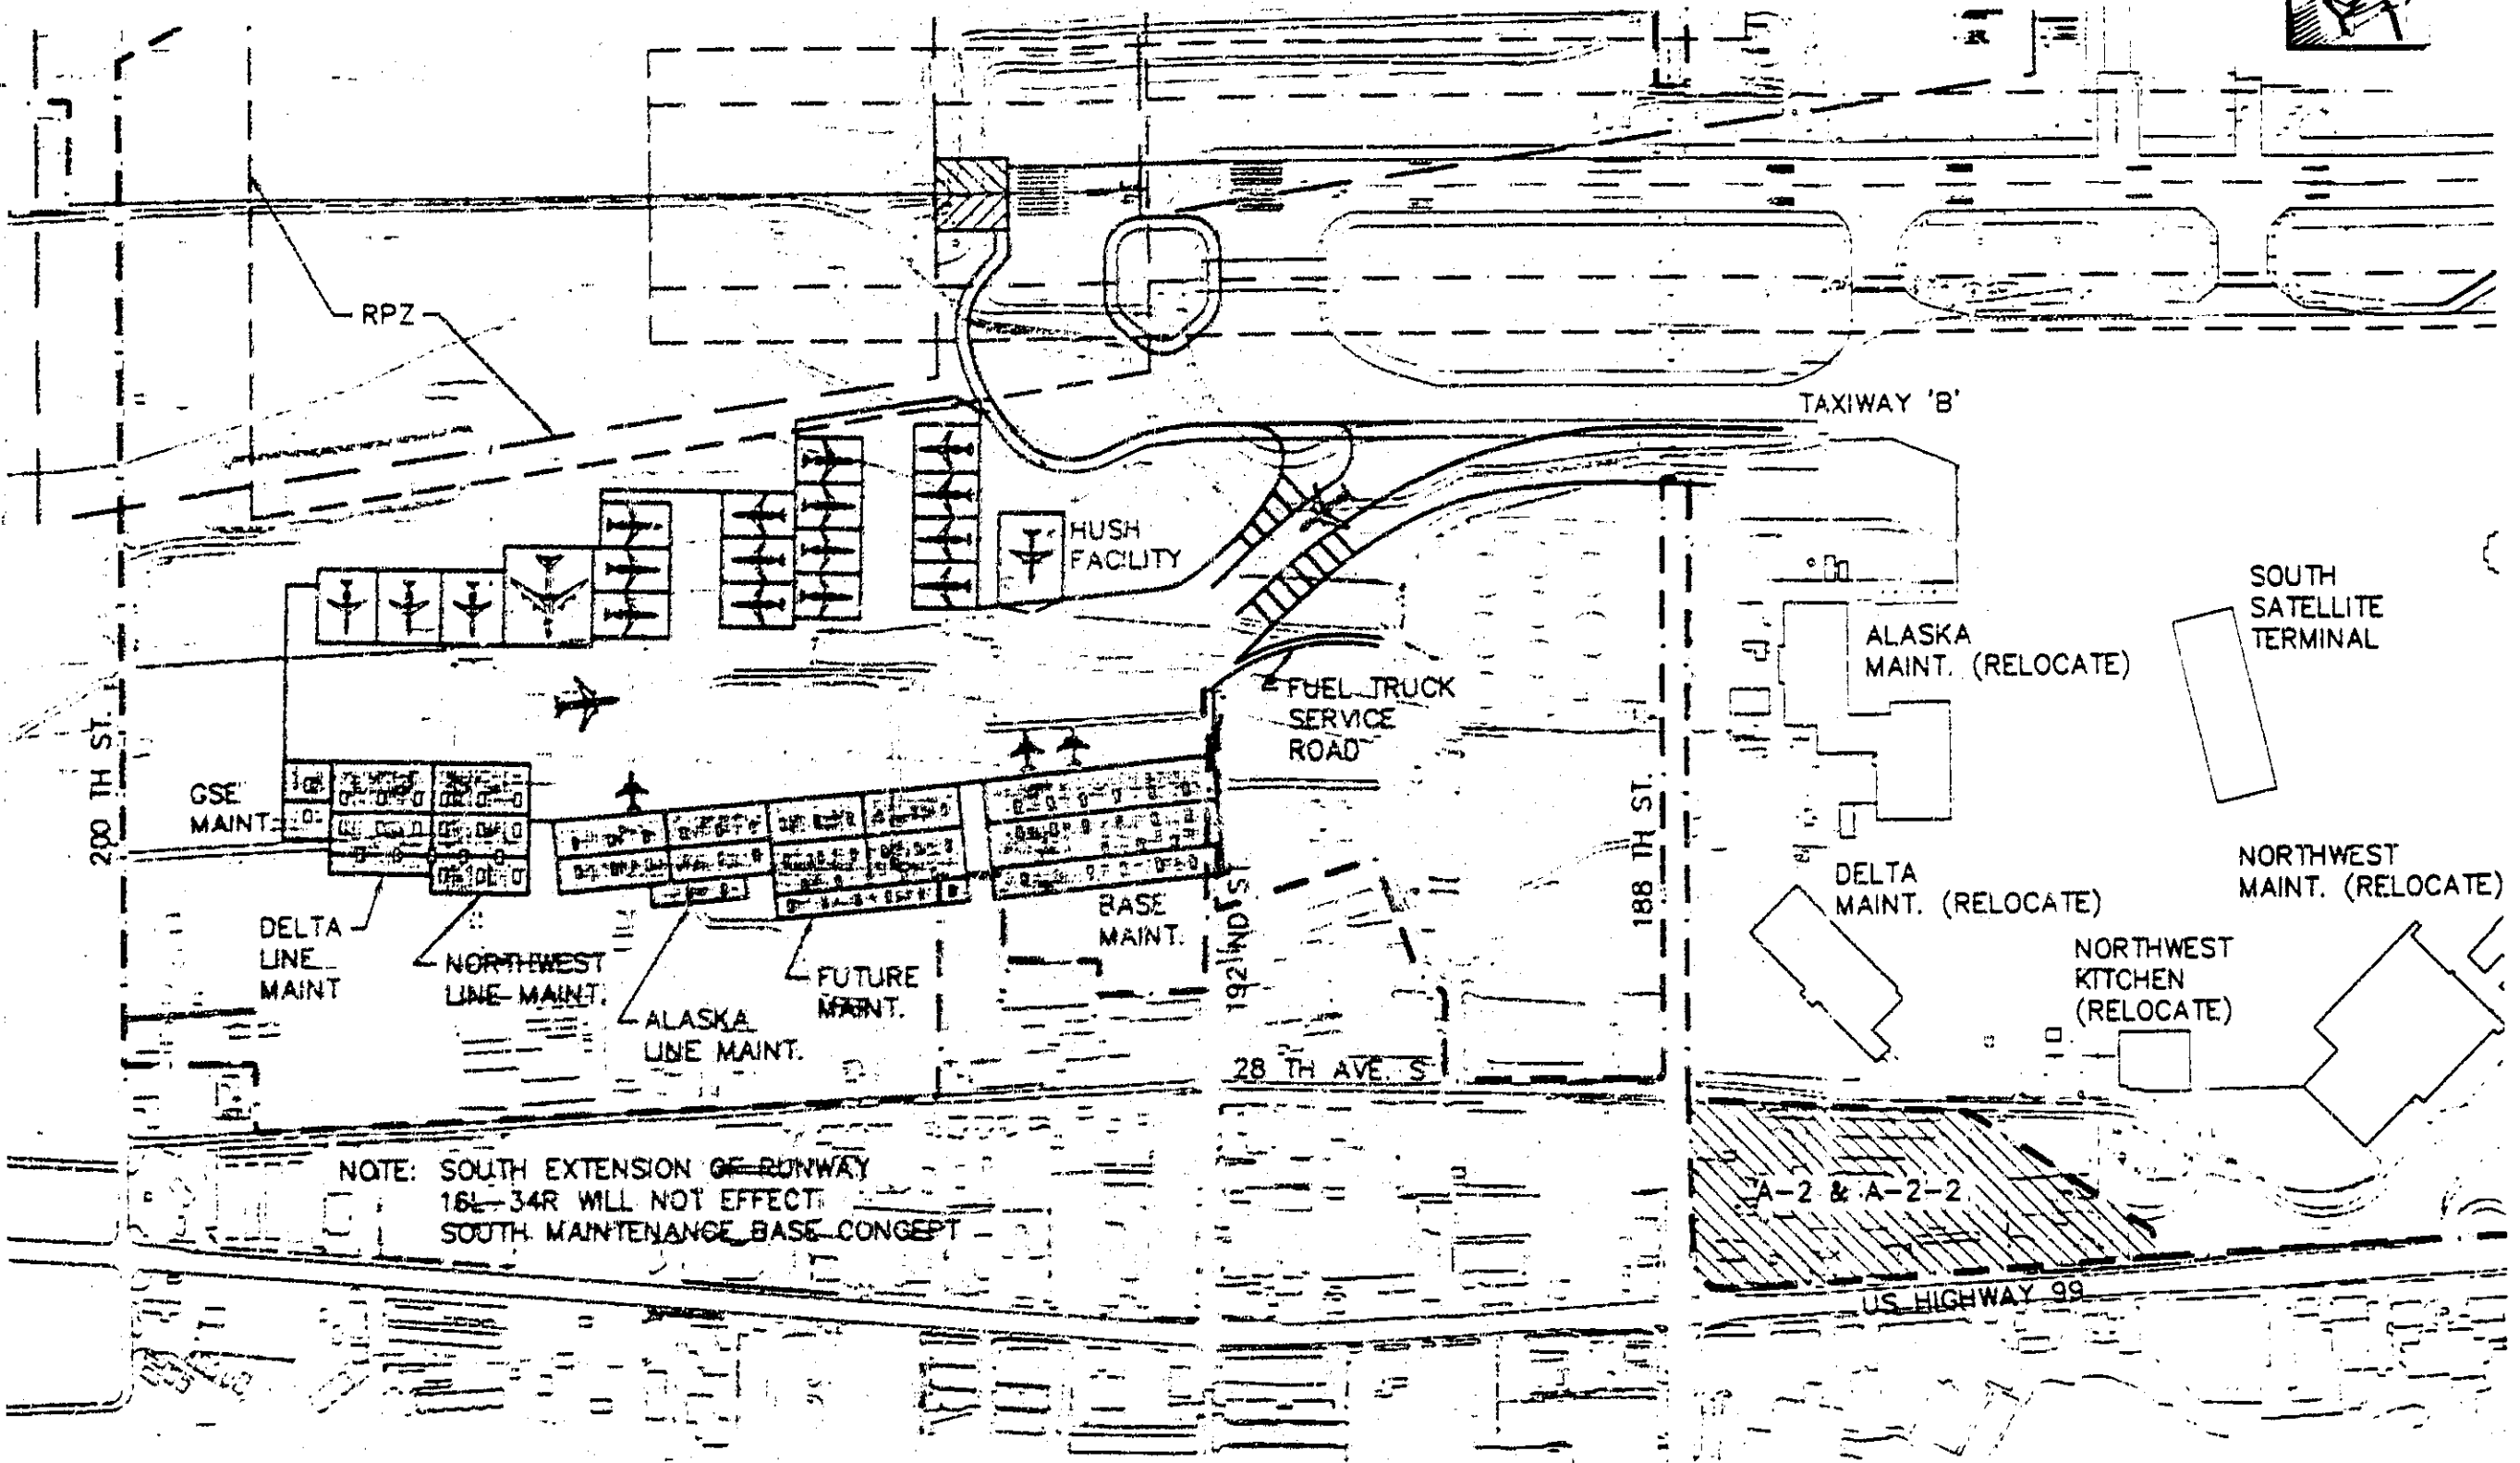 RPZ
TAXIWAY 'B'
HUSH
FACILITY
SOUTH
SATELLITE
TERMINAL
ALASKA
MAINT. (RELOCATE)
FUEL TRUCK
SERVICE
ROAD
200 TH ST.
GSE
MAINT.
188 TH ST.
DELTA
MAINT. (RELOCATE)
NORTHWEST
MAINT. (RELOCATE)
BASE
MAINT.
192 ND ST
DELTA
LINE
MAINT
NORTHWEST
LINE MAINT.
FUTURE
MAINT.
NORTHWEST
KITCHEN
(RELOCATE)
ALASKA
LINE MAINT.
28 TH AVE. S
NOTE: SOUTH EXTENSION OF RUNWAY
16L-34R WILL NOT EFFECT
SOUTH MAINTENANCE BASE CONCEPT
A-2 & A-2-2
US HIGHWAY 99